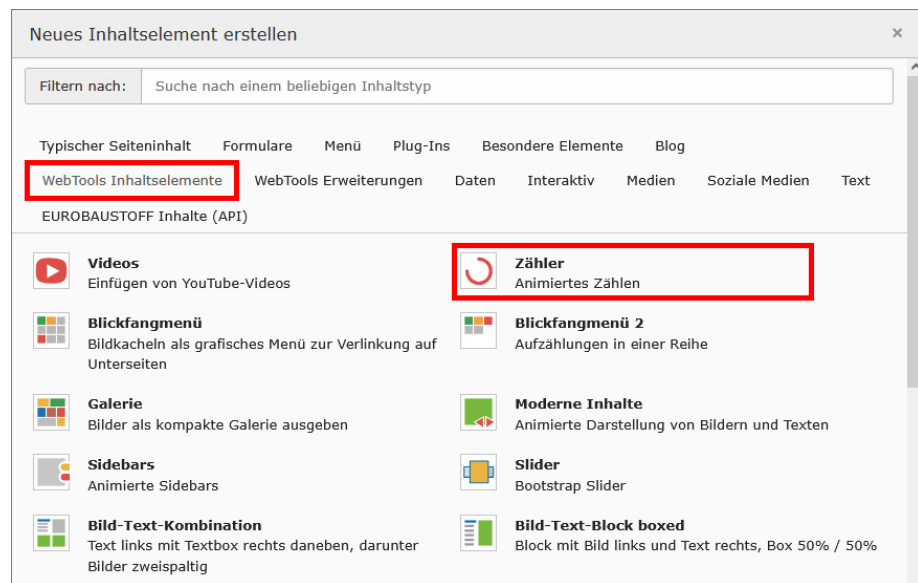 Neues Inhaltselement erstellen
×
Filtern nach: Suche nach einem beliebigen Inhaltstyp
Typischer Seiteninhalt Formulare Menü Plug-Ins Besondere Elemente Blog
WebTools Inhaltselemente WebTools Erweiterungen Daten Interaktiv Medien Soziale Medien Text
EUROBAUSTOFF Inhalte (API)
Videos
Einfügen von YouTube-Videos
Zähler
Animiertes Zählen
Blickfangmenü
Bildkacheln als grafisches Menü zur Verlinkung auf
Unterseiten
Blickfangmenü 2
Aufzählungen in einer Reihe
Galerie
Bilder als kompakte Galerie ausgeben
Moderne Inhalte
Animierte Darstellung von Bildern und Texten
Sidebars
Animierte Sidebars
Slider
Bootstrap Slider
Bild-Text-Kombination
Text links mit Textbox rechts daneben, darunter
Bilder zweispaltig
Bild-Text-Block boxed
Block mit Bild links und Text rechts, Box 50% / 50%